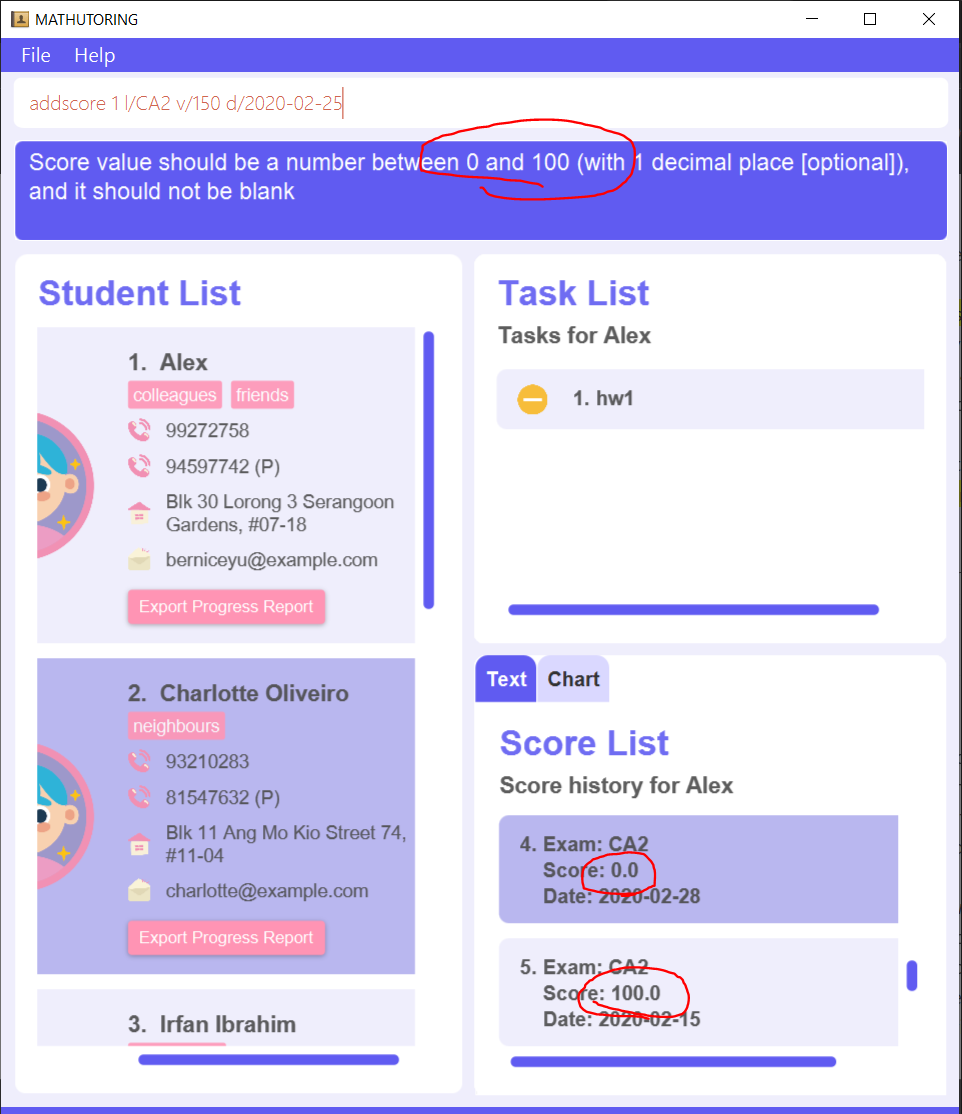 MATHUTORING
File Help
addscore 1 l/CA2 v/150 d/2020-02-25
Score value should be a number between 0 and 100 (with 1 decimal place [optional]),
and it should not be blank
Student List
1. Alex
colleagues friends
99272758
94597742 (P)
Blk 30 Lorong 3 Serangoon
Gardens, #07-18
berniceyu@example.com
Export Progress Report
2. Charlotte Oliveiro
neighbours
93210283
81547632 (P)
Blk 11 Ang Mo Kio Street 74,
#11-04
charlotte@example.com
Export Progress Report
3. Irfan Ibrahim
Task List
Tasks for Alex
1. hw1
Text Chart
Score List
Score history for Alex
4. Exam: CA2
Score: 0.0
Date: 2020-02-28
5. Exam: CA2
Score: 100.0
Date: 2020-02-15